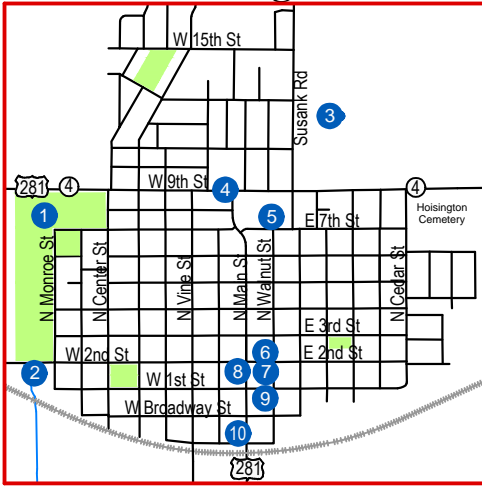 W 15th St
Susank Rd
3
281
4
W 9th St
4
4
1
5
E 7th St
Hoisington
Cemetery
N Monroe St
N Center St
N Vine St
N Main St
N Walnut St
N Cedar St
E 3rd St
W 2nd St
6
E 2nd St
2
W 1st St
8
7
W Broadway St
9
10
281